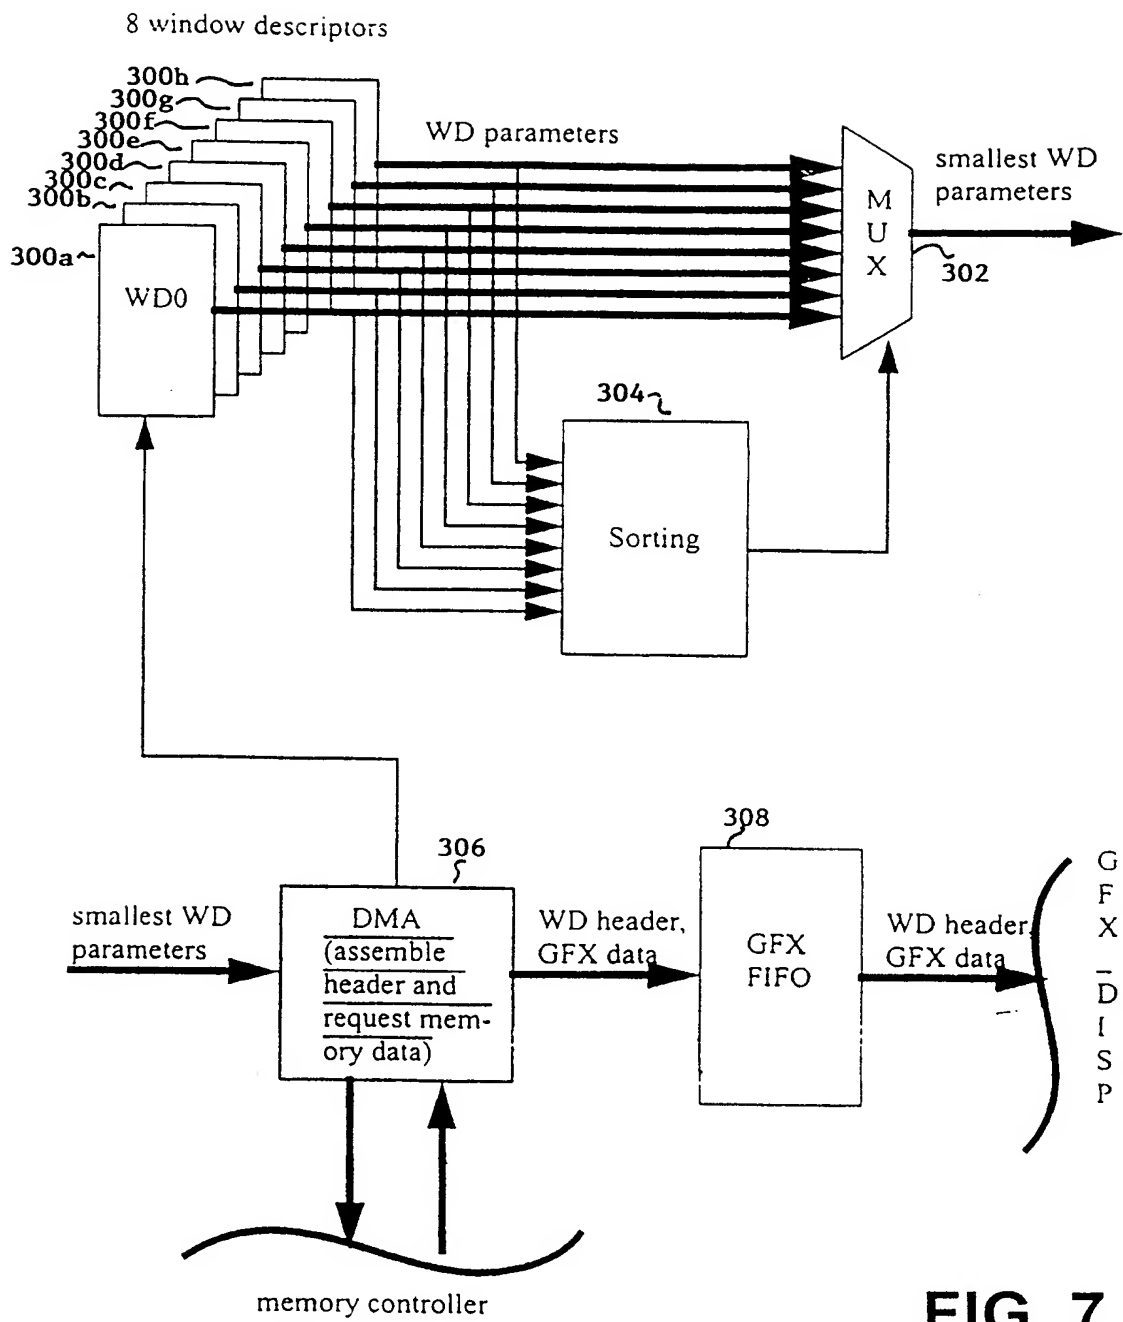 8 window descriptors
300h
300g
300f
300e
300d
300c
300b
300a
WD0
WD parameters
MUX
smallest WD
parameters
302
304
Sorting
306
308
smallest WD
parameters
DMA
(assemble
header and
request mem-
ory data)
WD header,
GFX data
GFX
FIFO
WD header,
GFX data
GFX_DISP
memory controller
FIG. 7